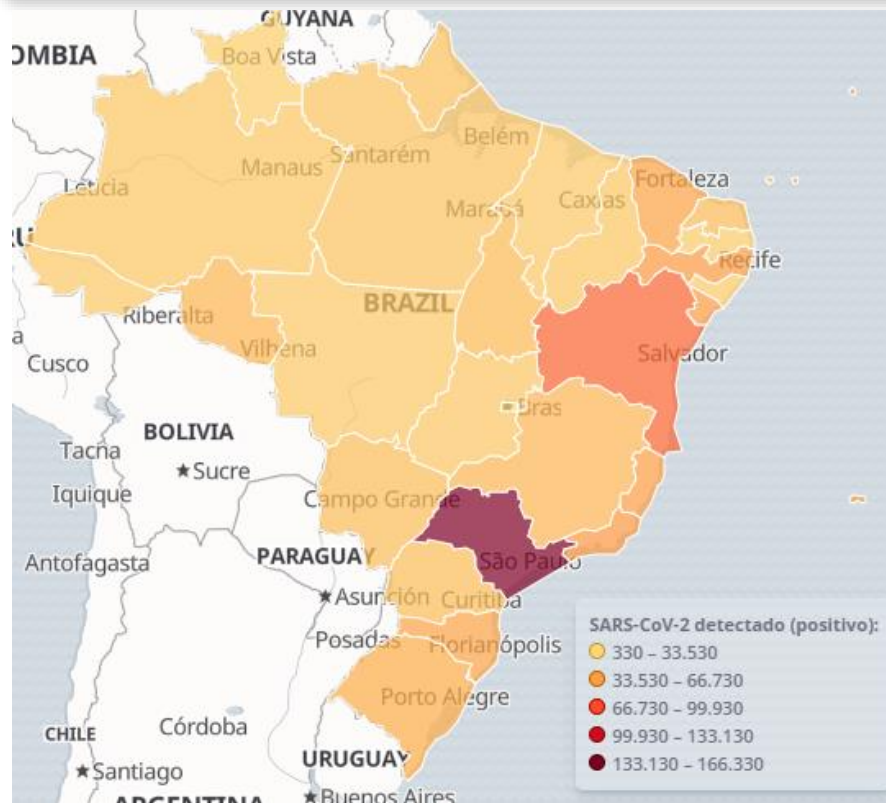 GUYANA
OMBIA
Boa Vista
Belém
Santarém
Manaus
Fortaleza
Leticia
Marabá
Caxias
RU
Recife
BRAZIL
Riberalta
a
Vilhena
Salvador
Cusco
Bras
BOLIVIA
Tacna
Sucre
Iquique
Campo Grande
Antofagasta
PARAGUAY
São Paulo
Asunción
Curitiba
Posadas
Florianópolis
Porto Alegre
Córdoba
CHILE
URUGUAY
Santiago
ARGENTINA
Buenos Aires
SARS-CoV-2 detectado (positivo):
330 – 33.530
33.530 – 66.730
66.730 – 99.930
99.930 – 133.130
133.130 – 166.330